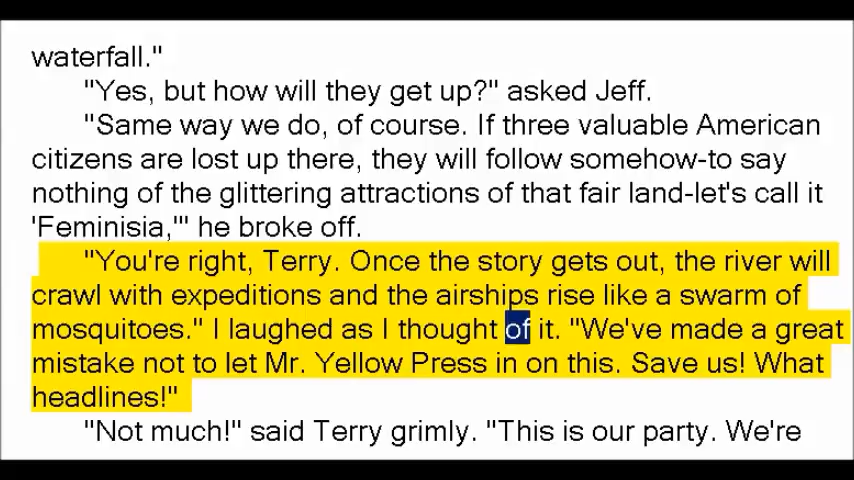 waterfall."
"Yes, but how will they get up?" asked Jeff.
"Same way we do, of course. If three valuable American
citizens are lost up there, they will follow somehow-to say
nothing of the glittering attractions of that fair land-let's call it
'Feminisia,'" he broke off.
"You're right, Terry. Once the story gets out, the river will
crawl with expeditions and the airships rise like a swarm of
mosquitoes." I laughed as I thought of it. "We've made a great
mistake not to let Mr. Yellow Press in on this. Save us! What
headlines!"
"Not much!" said Terry grimly. "This is our party. We're